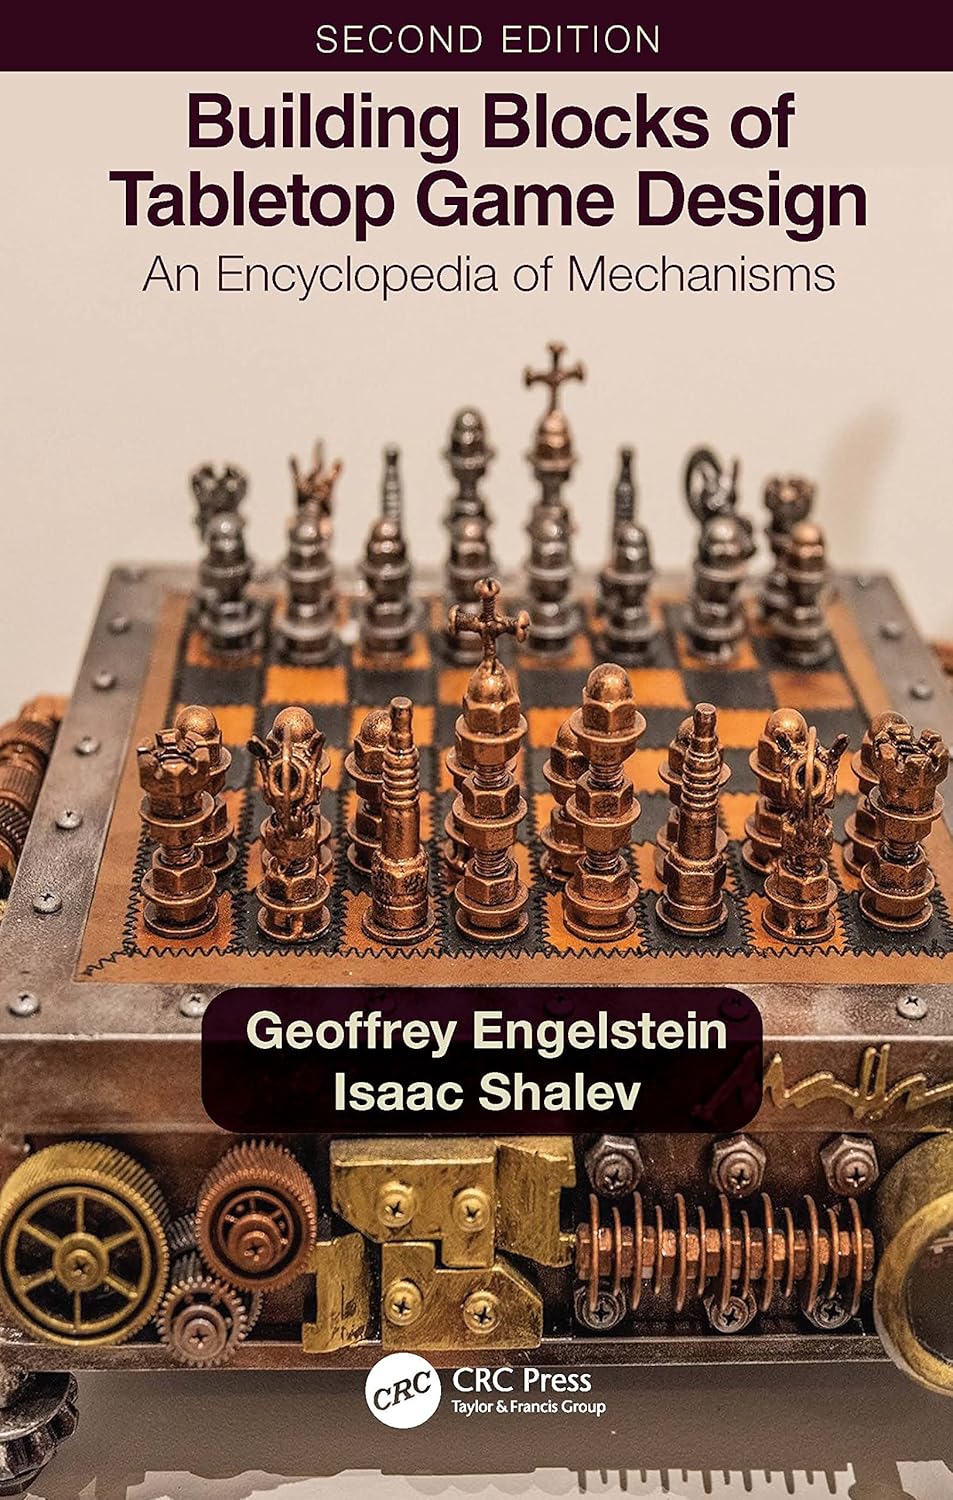 SECOND EDITION
Building Blocks of
Tabletop Game Design
An Encyclopedia of Mechanisms
Geoffrey Engelstein
Isaac Shalev
CRC
CRC Press
Taylor & Francis Group